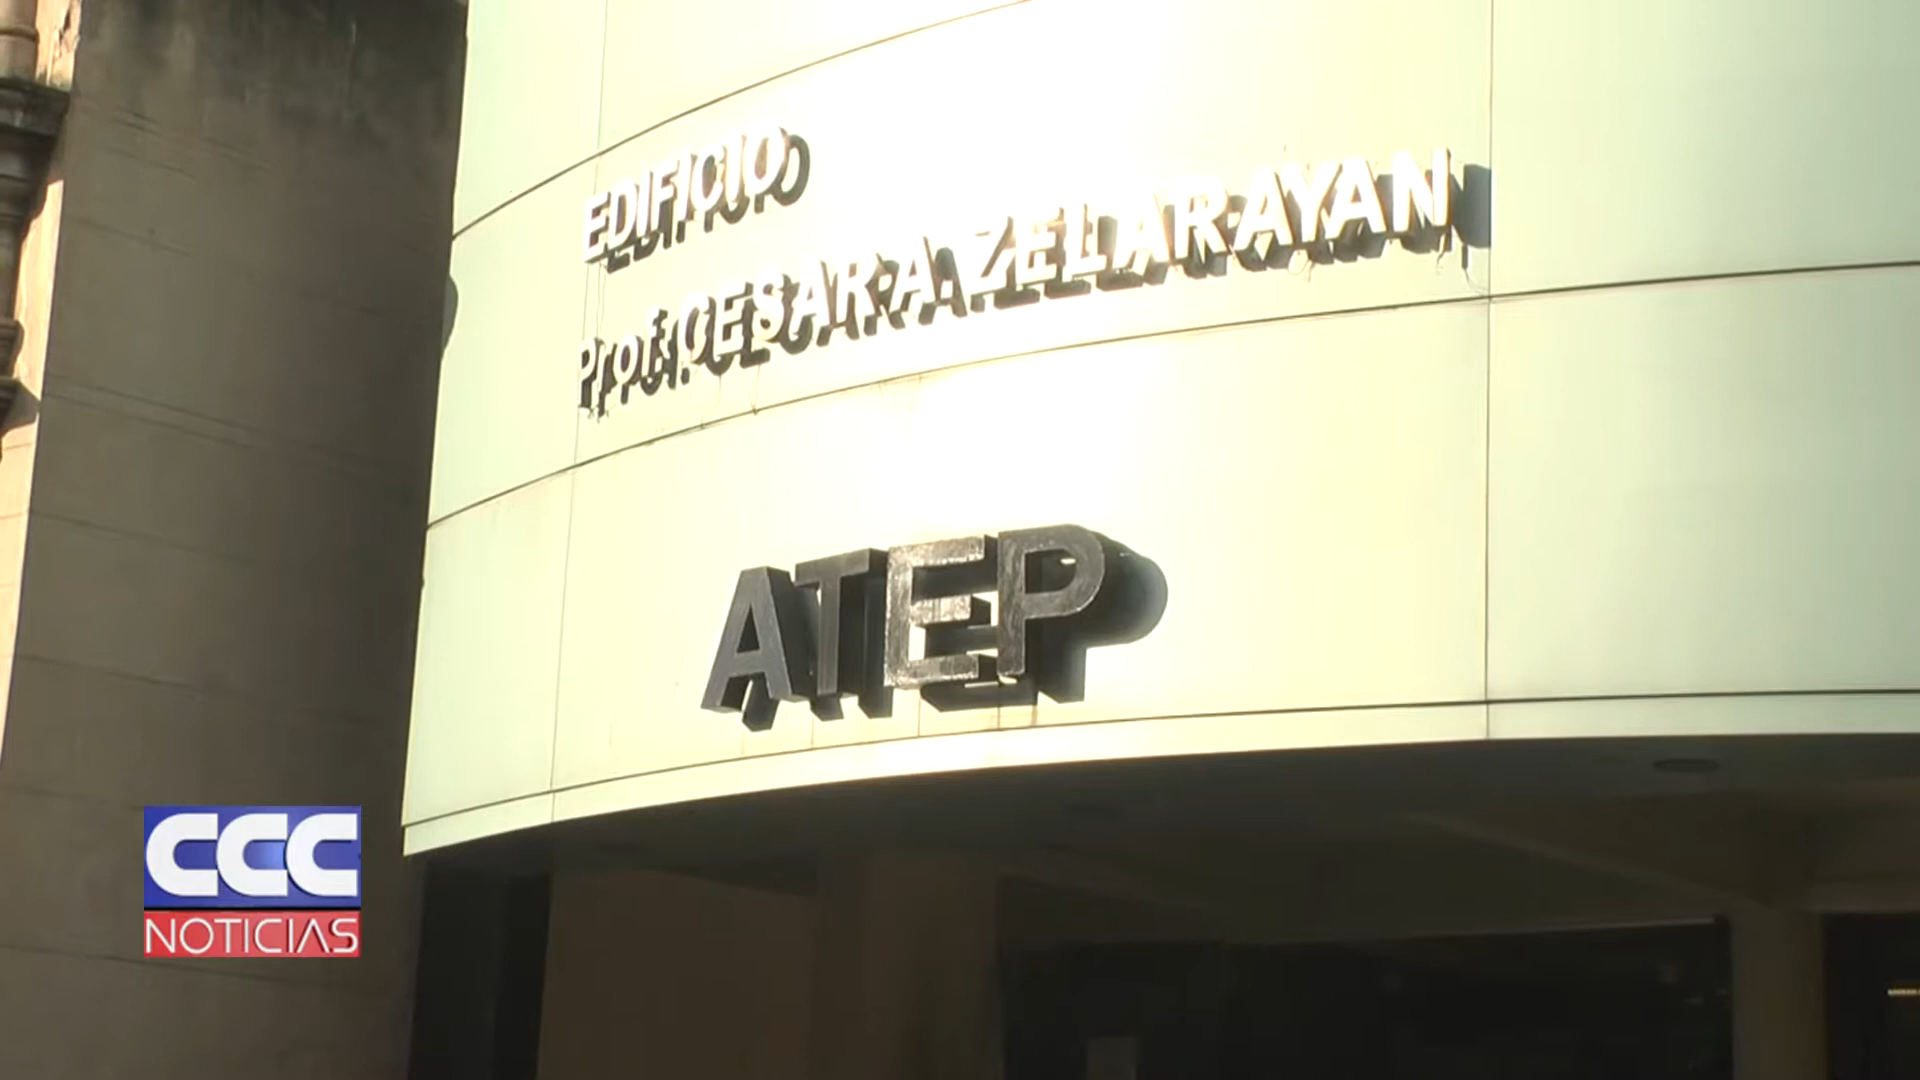 EDIFICIO
Prof. CESAR A. ZELARAYAN
ATEP
CCC
NOTICIAS